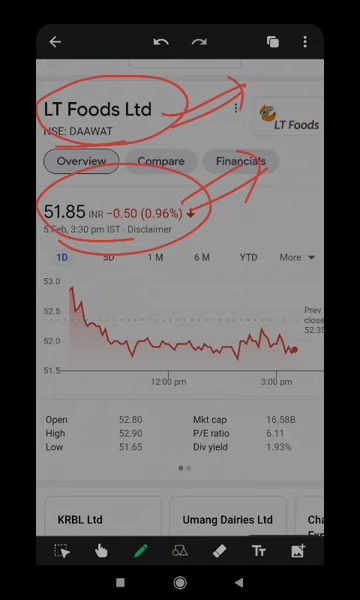 LT Foods Ltd
NSE: DAAWAT
LT Foods
Overview
Compare
Financials
51.85 INR −0.50 (0.96%)
5 Feb, 3:30 pm IST · Disclaimer
1D 5D 1 M 6 M YTD More
53.0
52.5
52.0
51.5
Prev
close
52.35
12:00 pm 3:00 pm
Open 52.80 Mkt cap 16.58B
High 52.90 P/E ratio 6.11
Low 51.65 Div yield 1.93%
KRBL Ltd
Umang Dairies Ltd
Tт